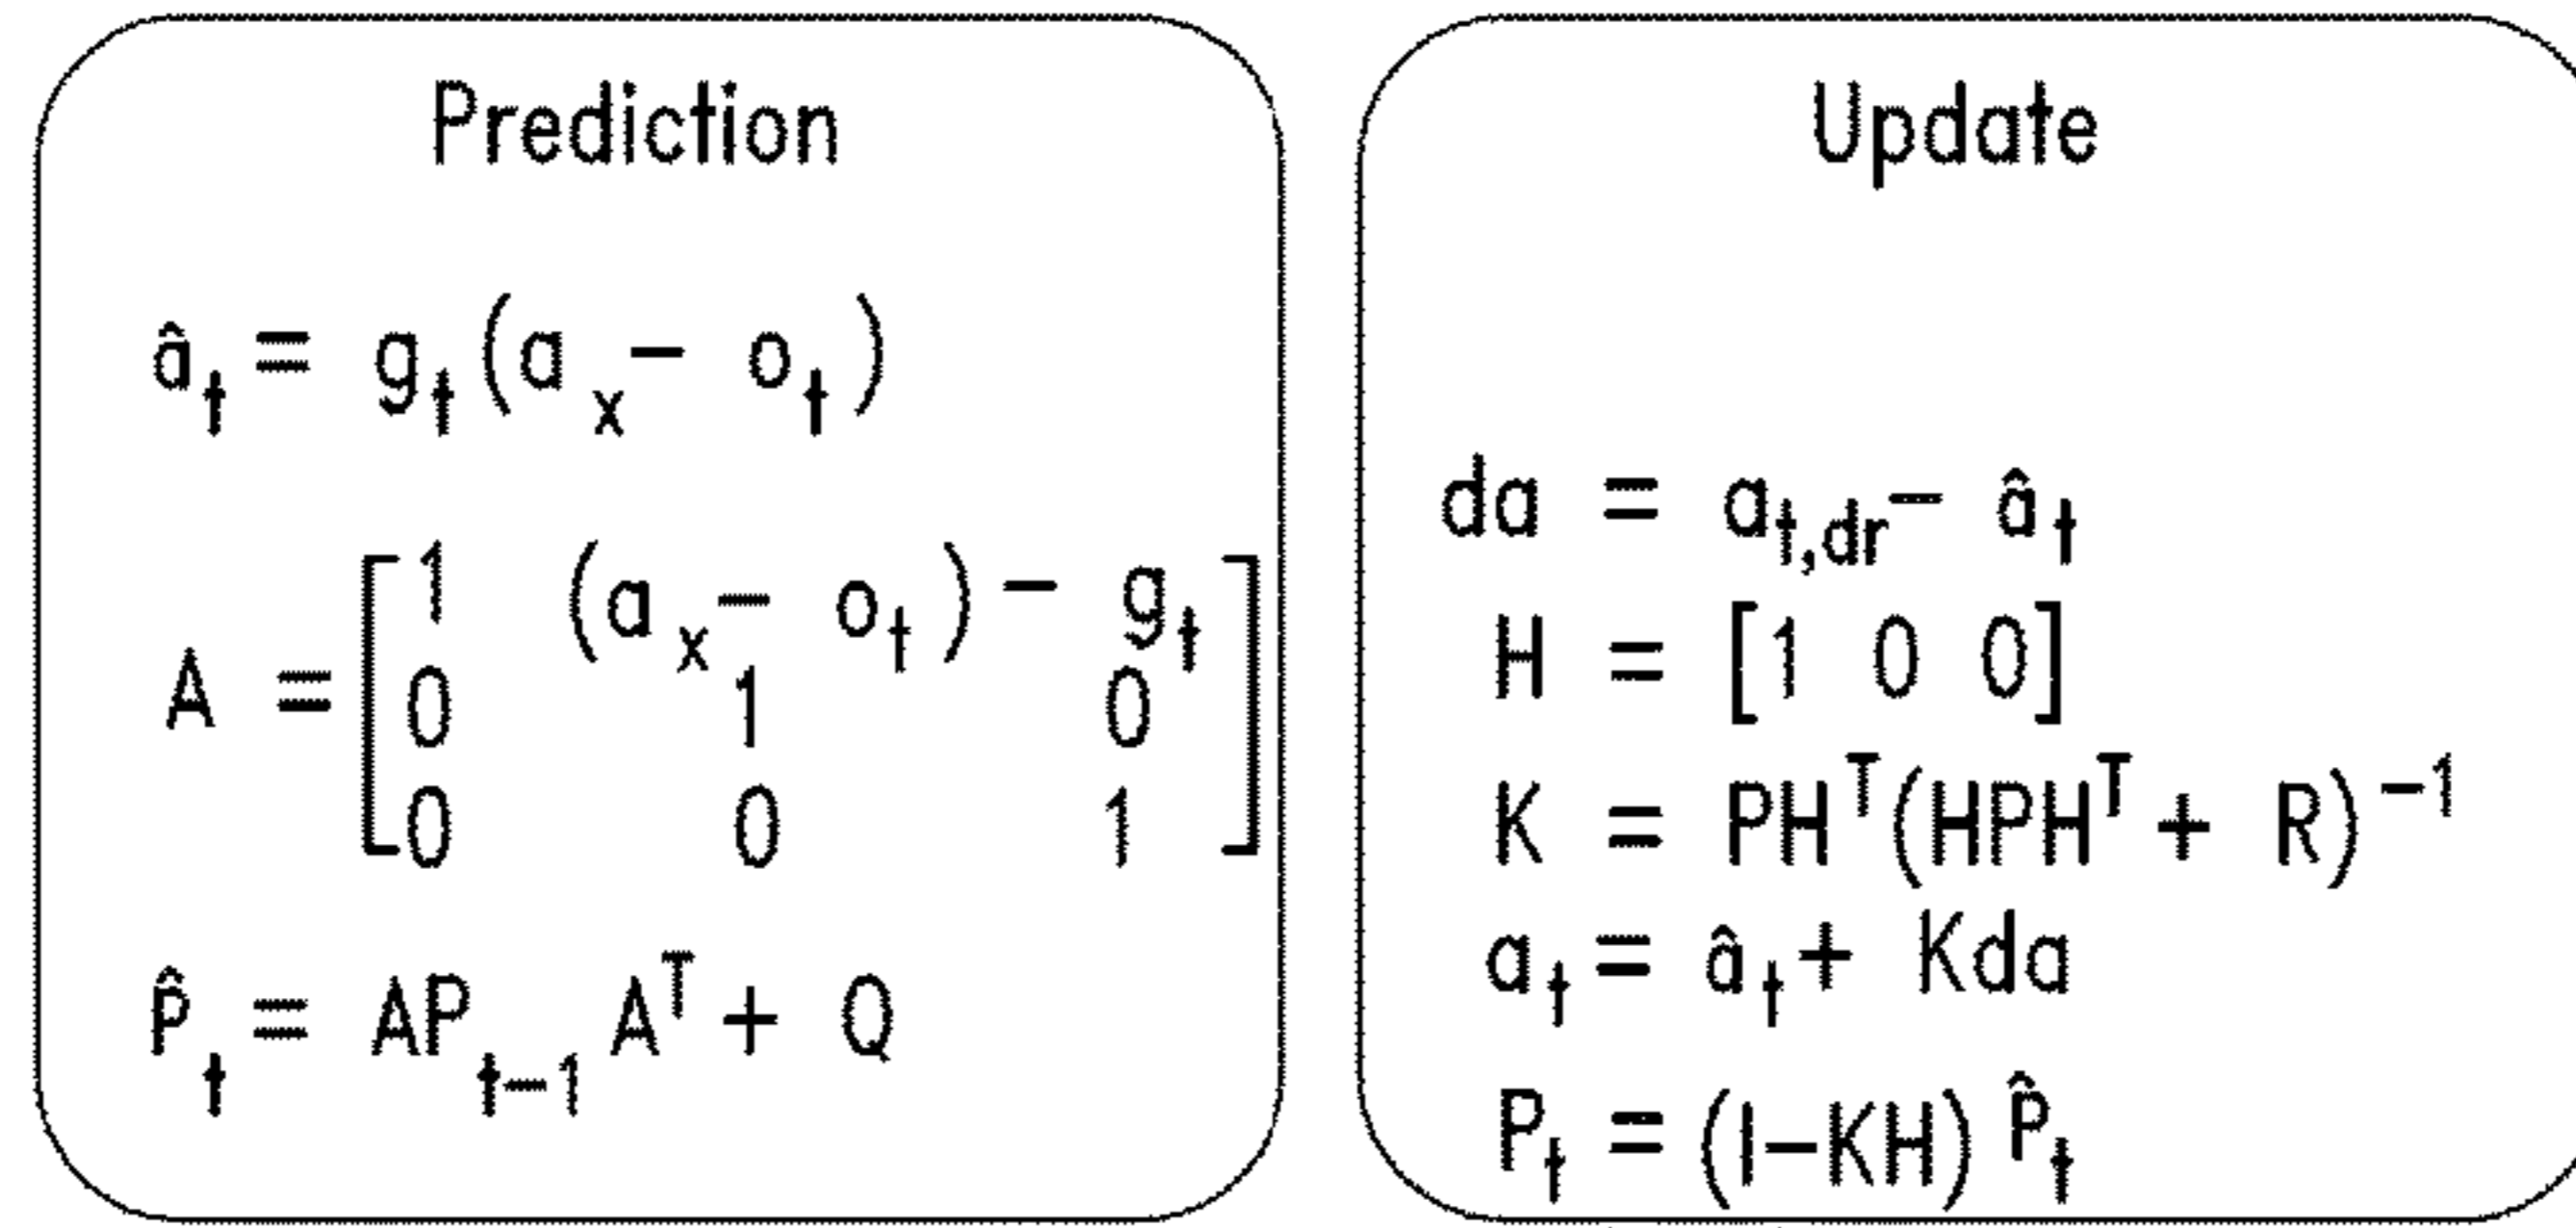 Prediction
â_t = g_t (a_x − o_t)
A = [1 (a_x − o_t) − g_t
0 1 0
0 0 1]
P̂_t = AP_{t−1} A^T + Q
Update
da = a_{t,dr} − â_t
H = [1 0 0]
K = PH^T(HPH^T + R)^{−1}
a_t = â_t + Kda
P_t = (I−KH) P̂_t